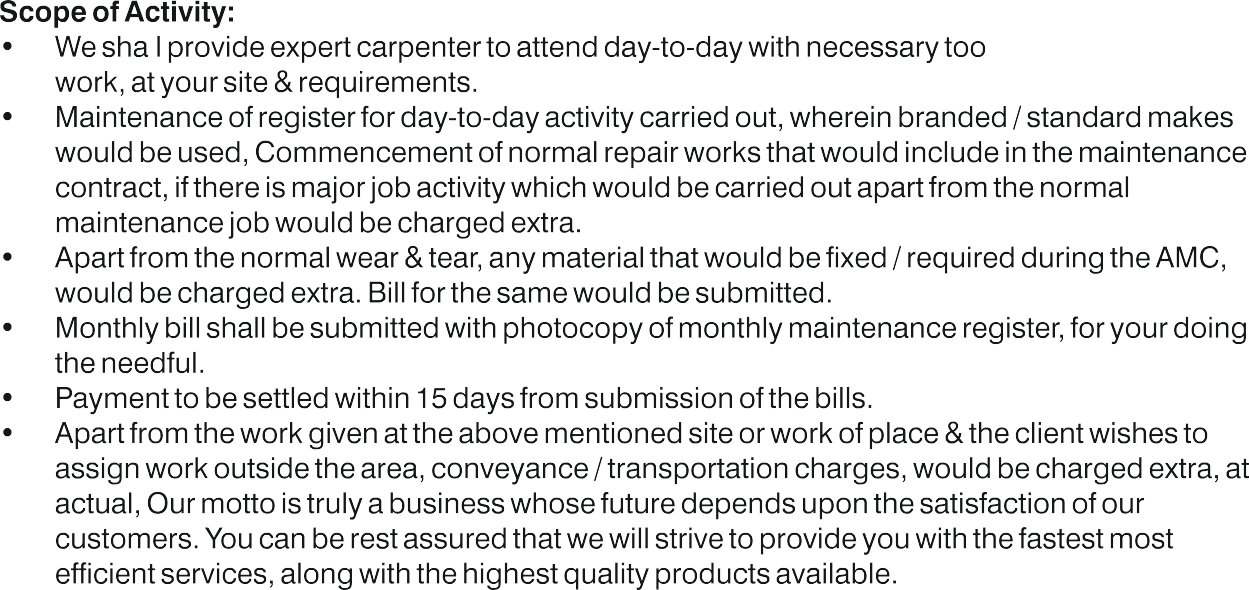 Scope of Activity:
• We sha l provide expert carpenter to attend day-to-day with necessary too
work, at your site & requirements.
• Maintenance of register for day-to-day activity carried out, wherein branded / standard makes
would be used, Commencement of normal repair works that would include in the maintenance
contract, if there is major job activity which would be carried out apart from the normal
maintenance job would be charged extra.
• Apart from the normal wear & tear, any material that would be fixed / required during the AMC,
would be charged extra. Bill for the same would be submitted.
• Monthly bill shall be submitted with photocopy of monthly maintenance register, for your doing
the needful.
• Payment to be settled within 15 days from submission of the bills.
• Apart from the work given at the above mentioned site or work of place & the client wishes to
assign work outside the area, conveyance / transportation charges, would be charged extra, at
actual, Our motto is truly a business whose future depends upon the satisfaction of our
customers. You can be rest assured that we will strive to provide you with the fastest most
efficient services, along with the highest quality products available.